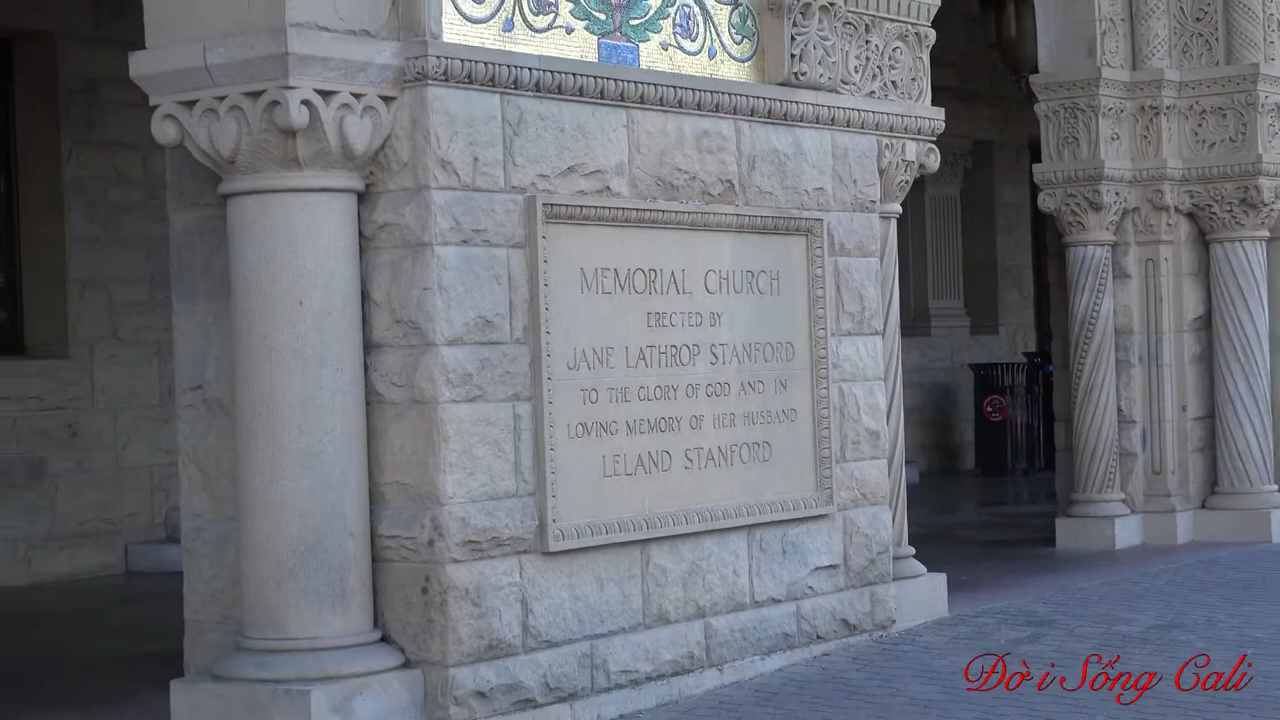 MEMORIAL CHURCH
ERECTED BY
JANE LATHROP STANFORD
TO THE GLORY OF GOD AND IN
LOVING MEMORY OF HER HUSBAND
LELAND STANFORD
Đời Sống Cali